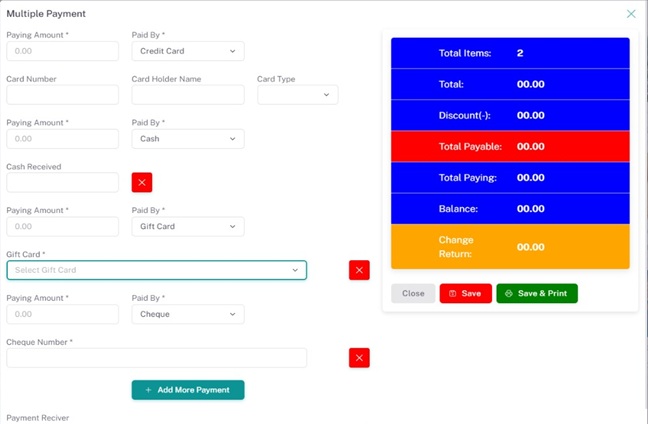 Multiple Payment
Paying Amount * Paid By *
0.00 Credit Card
Card Number Card Holder Name Card Type
Paying Amount * Paid By *
0.00 Cash
Cash Received
Paying Amount * Paid By *
0.00 Gift Card
Gift Card *
Select Gift Card
Paying Amount * Paid By *
0.00 Cheque
Cheque Number *
+ Add More Payment
Payment Reciver
Total Items: 2
Total: 00.00
Discount(-): 00.00
Total Payable: 00.00
Total Paying: 00.00
Balance: 00.00
Change
Return: 00.00
Close Save Save & Print